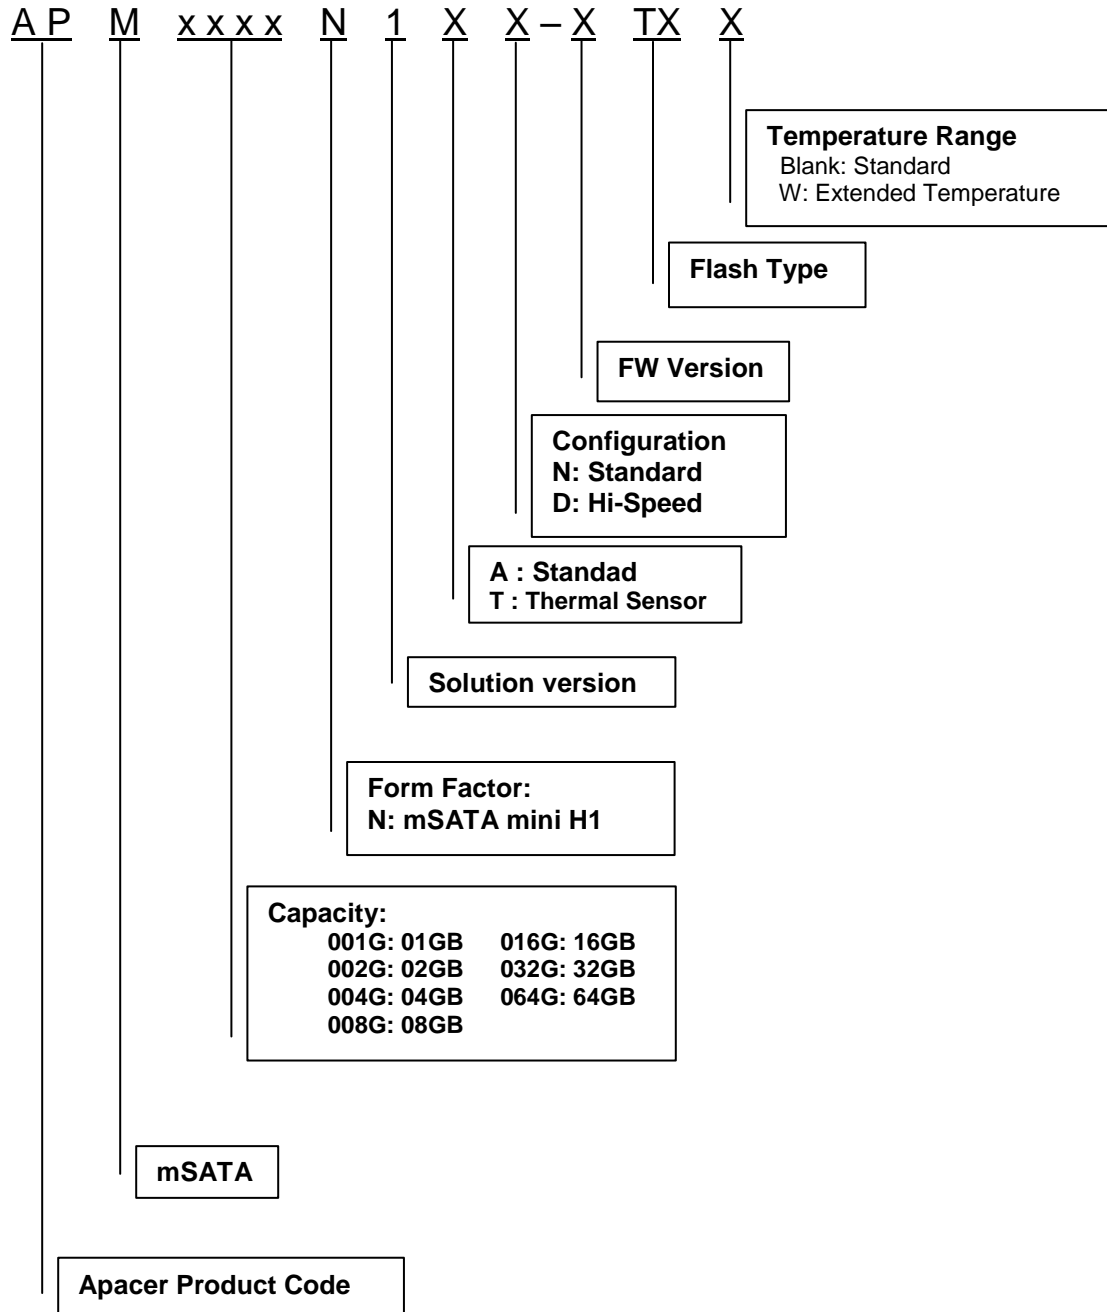 AP M xxxx N 1 X X – X TX X
Temperature Range
Blank: Standard
W: Extended Temperature
Flash Type
FW Version
Configuration
N: Standard
D: Hi-Speed
A : Standad
T : Thermal Sensor
Solution version
Form Factor:
N: mSATA mini H1
Capacity:
001G: 01GB 016G: 16GB
002G: 02GB 032G: 32GB
004G: 04GB 064G: 64GB
008G: 08GB
mSATA
Apacer Product Code